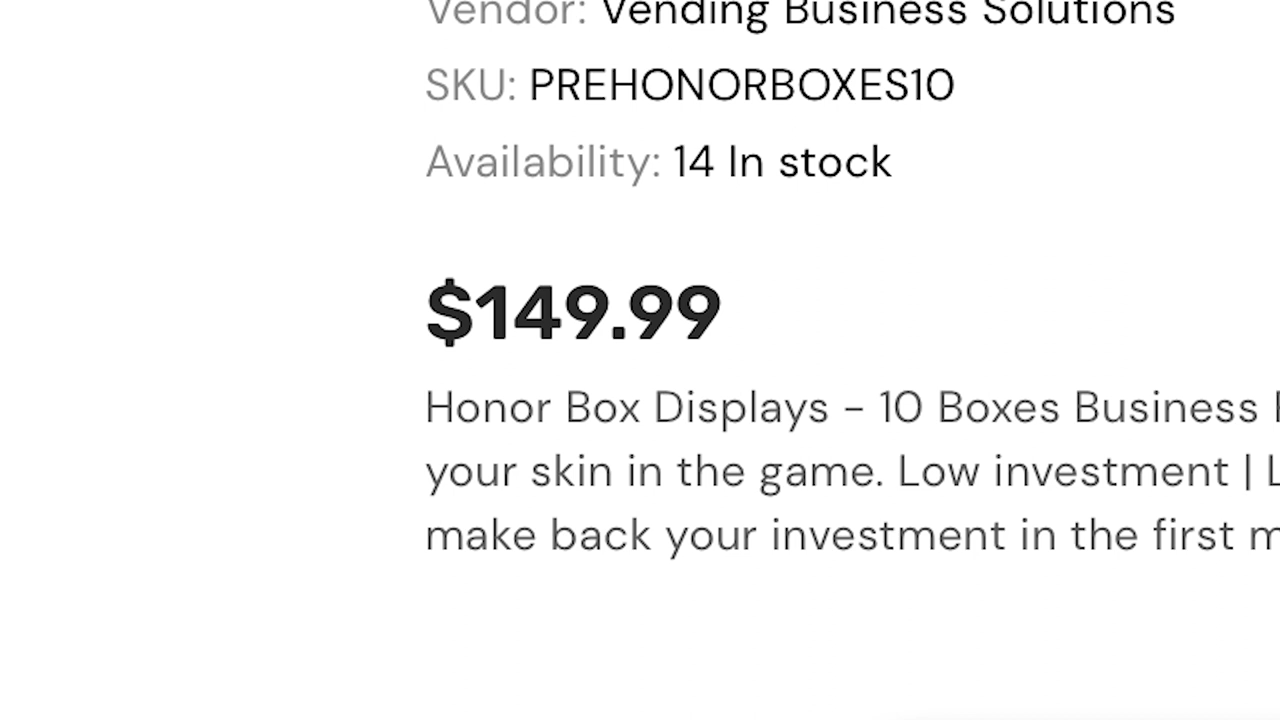 Vendor: Vending Business Solutions
SKU: PREHONORBOXES10
Availability: 14 In stock
$149.99
Honor Box Displays - 10 Boxes Business
your skin in the game. Low investment |
make back your investment in the first